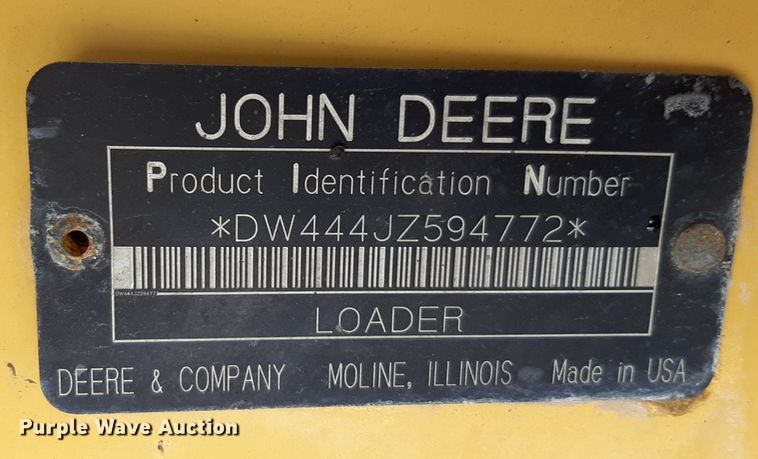 JOHN DEERE
Product Identification Number
*DW444JZ594772*
LOADER
DEERE & COMPANY MOLINE, ILLINOIS Made in USA
Purple Wave Auction